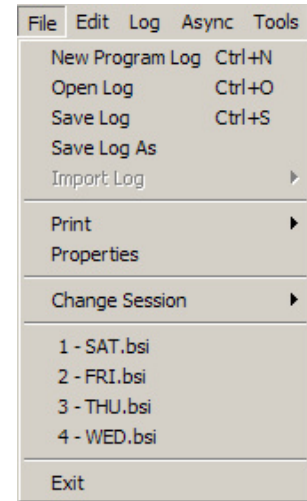 File Edit Log Async Tools
New Program Log Ctrl+N
Open Log Ctrl+O
Save Log Ctrl+S
Save Log As
Import Log
Print
Properties
Change Session
1 - SAT.bsi
2 - FRI.bsi
3 - THU.bsi
4 - WED.bsi
Exit